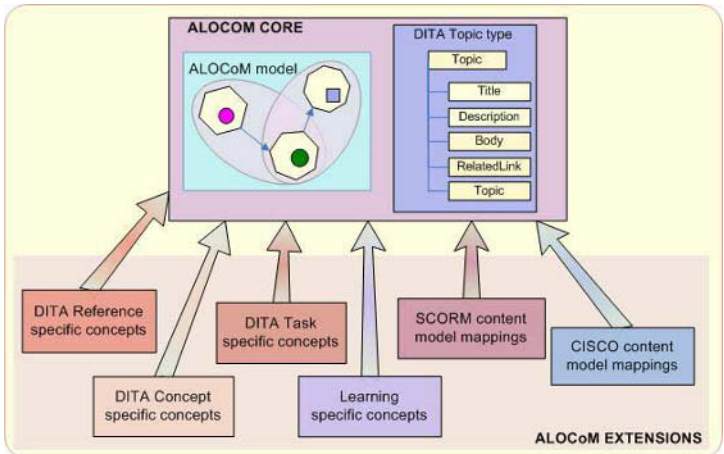 ALOCOM CORE
ALOCoM model
DITA Topic type
Topic
Title
Description
Body
RelatedLink
Topic
DITA Reference
specific concepts
DITA Task
specific concepts
SCORM content
model mappings
CISCO content
model mappings
DITA Concept
specific concepts
Learning
specific concepts
ALOCoM EXTENSIONS